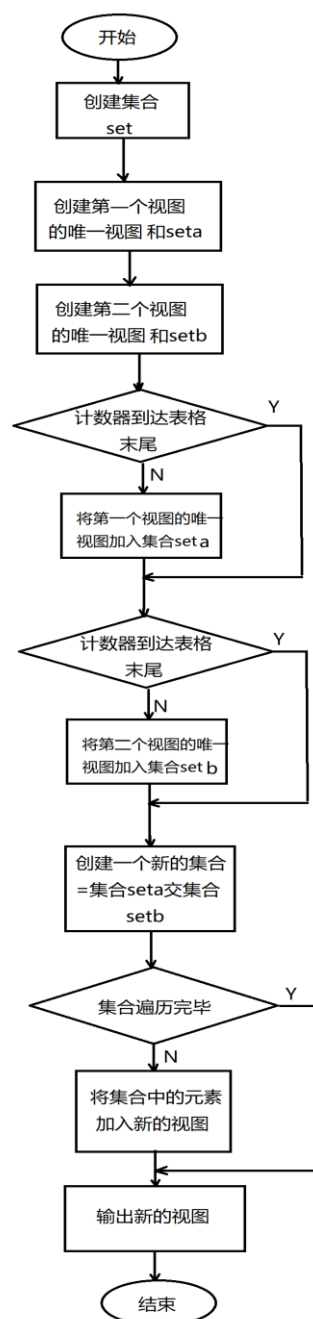 开始
创建集合
set
创建第一个视图
的唯一视图 和seta
创建第二个视图
的唯一视图 和setb
计数器到达表格
末尾
Y
N
将第一个视图的唯一
视图加入集合seta
计数器到达表格
末尾
Y
N
将第二个视图的唯一
视图加入集合setb
创建一个新的集合
=集合seta交集合
setb
集合遍历完毕
Y
N
将集合中的元素
加入新的视图
输出新的视图
结束